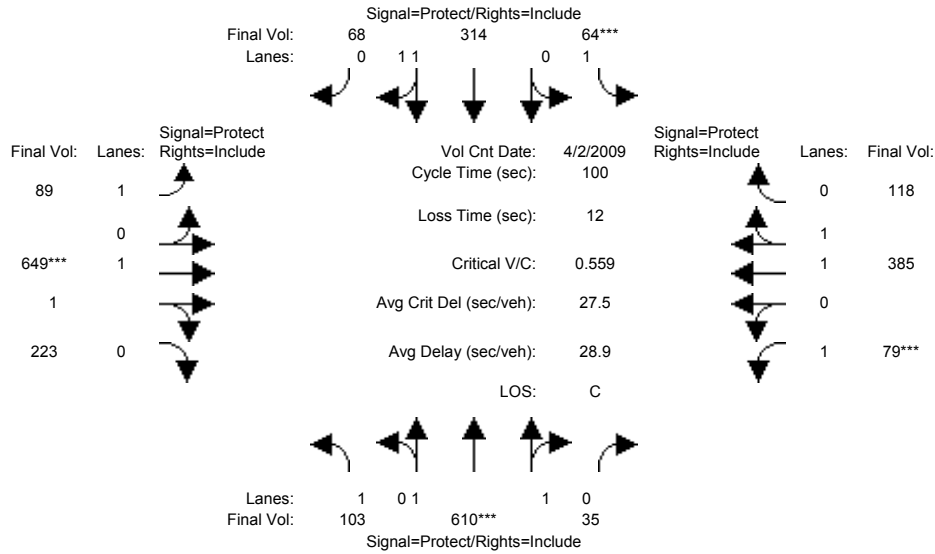 Signal=Protect/Rights=Include
Final Vol: 68 314 64***
Lanes: 0 1 1 0 1
Signal=Protect Signal=Protect
Final Vol: Lanes: Rights=Include Vol Cnt Date: 4/2/2009 Rights=Include Lanes: Final Vol:
Cycle Time (sec): 100
89 1 0 118
Loss Time (sec): 12
0 1
649*** 1 Critical V/C: 0.559 1 385
1 Avg Crit Del (sec/veh): 27.5 0
223 0 Avg Delay (sec/veh): 28.9 1 79***
LOS: C
Lanes: 1 0 1 1 0
Final Vol: 103 610*** 35
Signal=Protect/Rights=Include